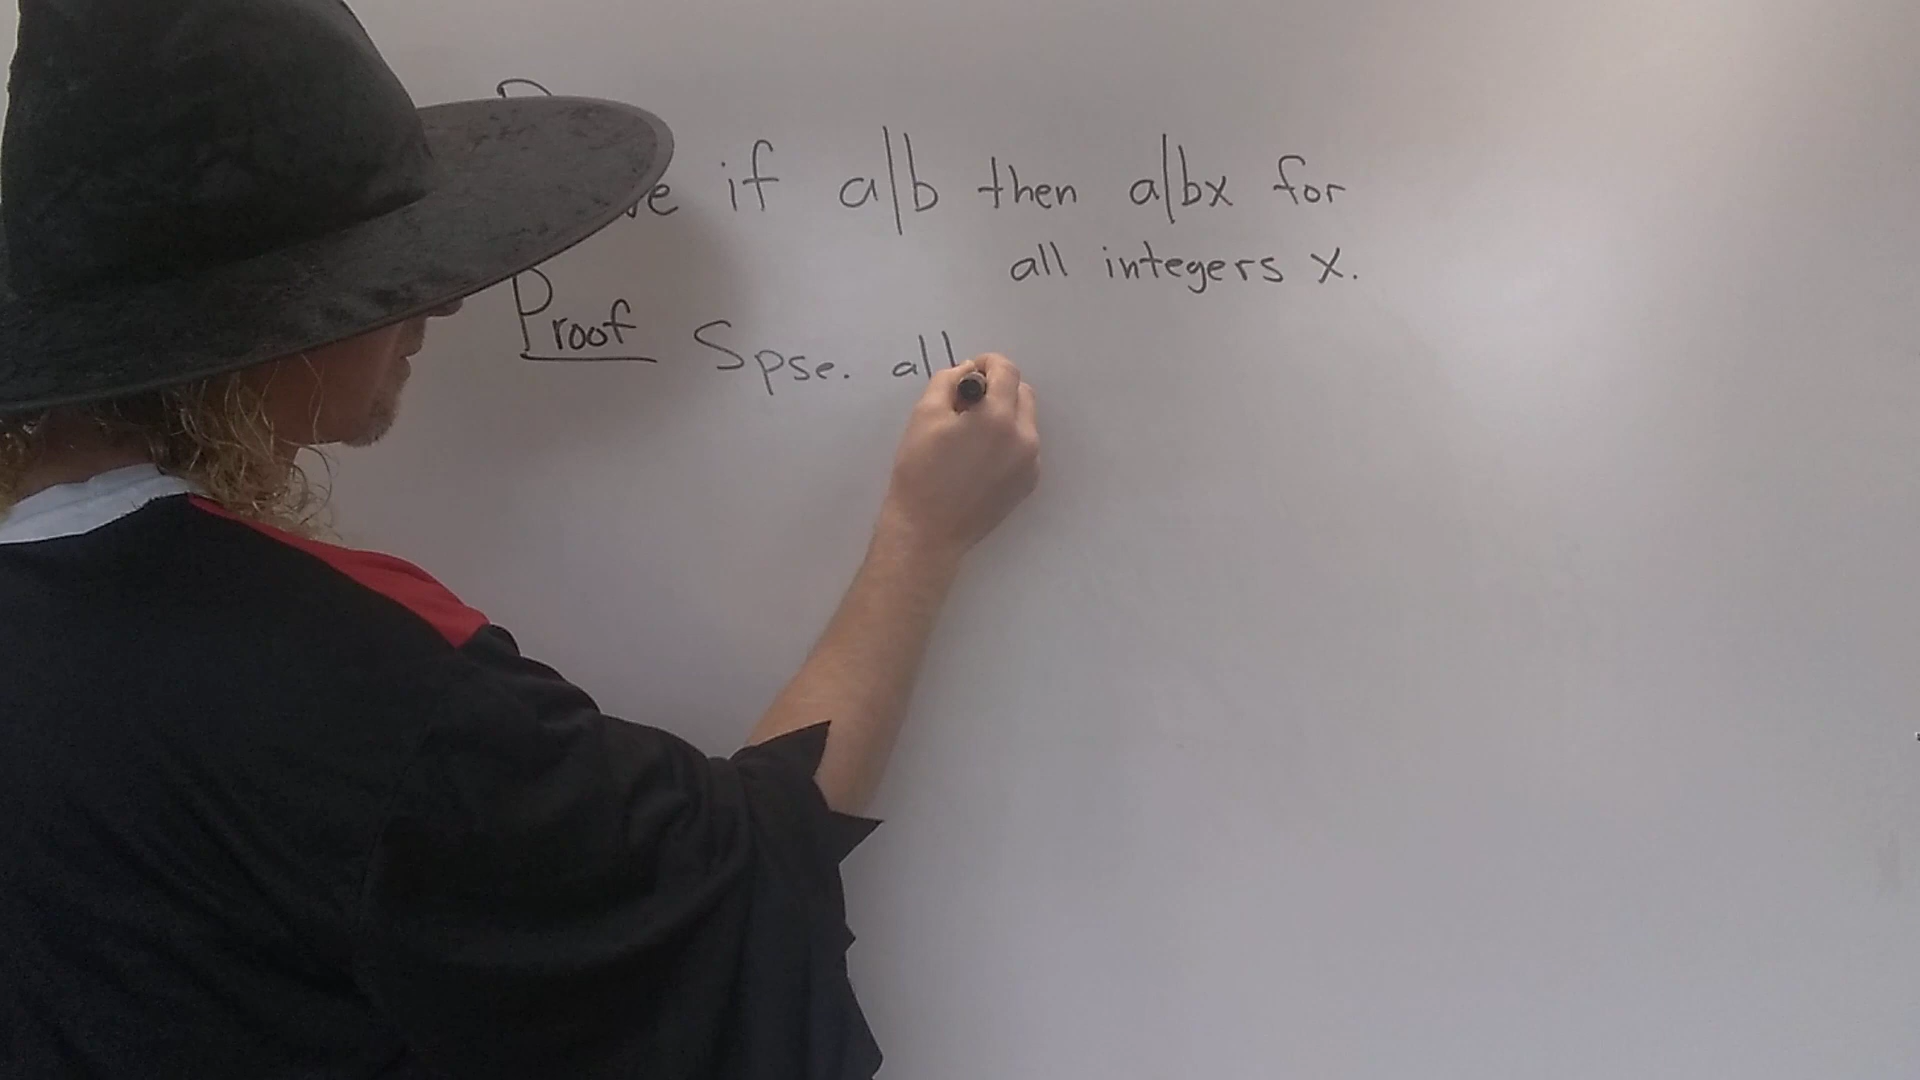 if a|b then a|bx for
all integers x.
Proof Spse.